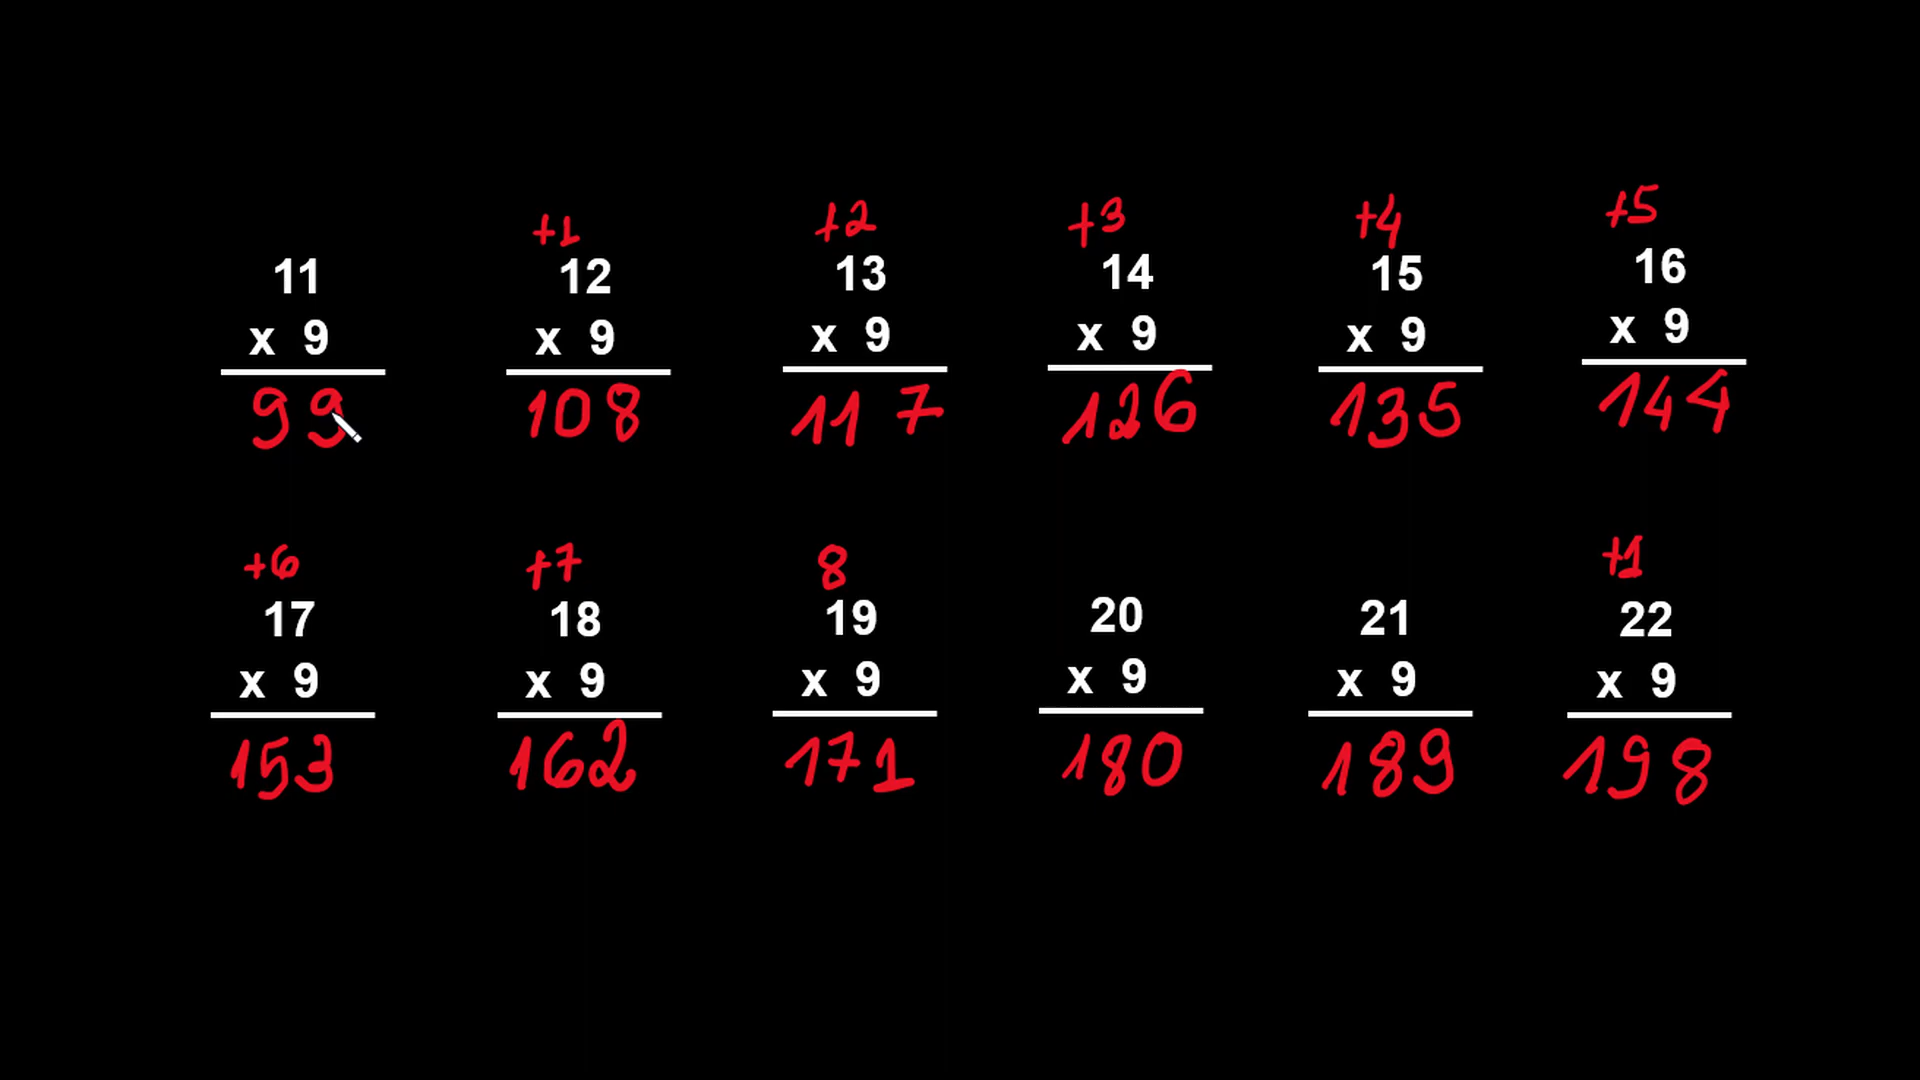 +1 +2 +3 +4 +5
11 12 13 14 15 16
x 9 x 9 x 9 x 9 x 9 x 9
99 108 117 126 135 144
+6 +7 8 +1
17 18 19 20 21 22
x 9 x 9 x 9 x 9 x 9 x 9
153 162 171 180 189 198